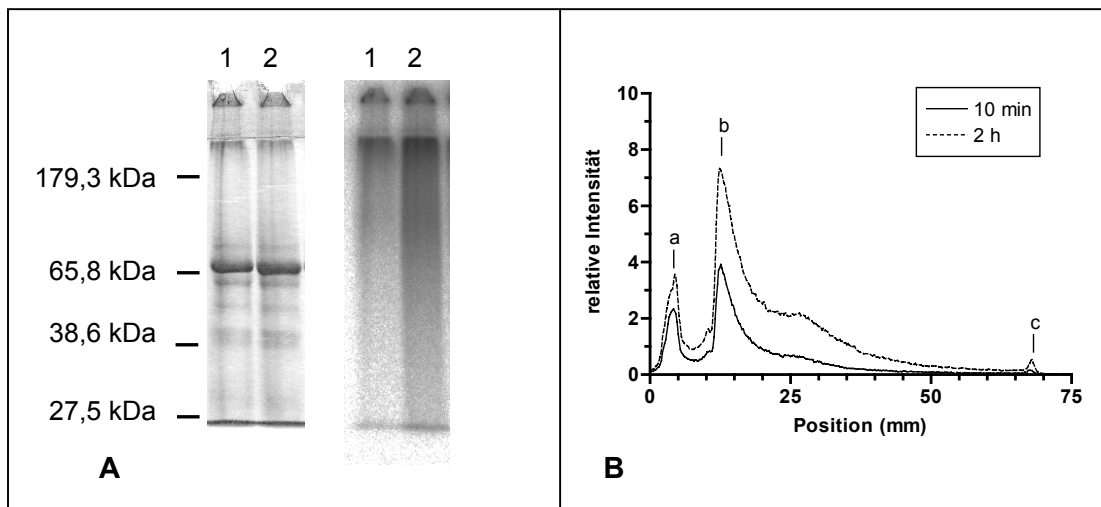 1 2
1 2
179,3 kDa
65,8 kDa
38,6 kDa
27,5 kDa
A
10
8
6
4
2
0
relative Intensität
a
b
c
10 min
2 h
0 25 50 75
Position (mm)
B